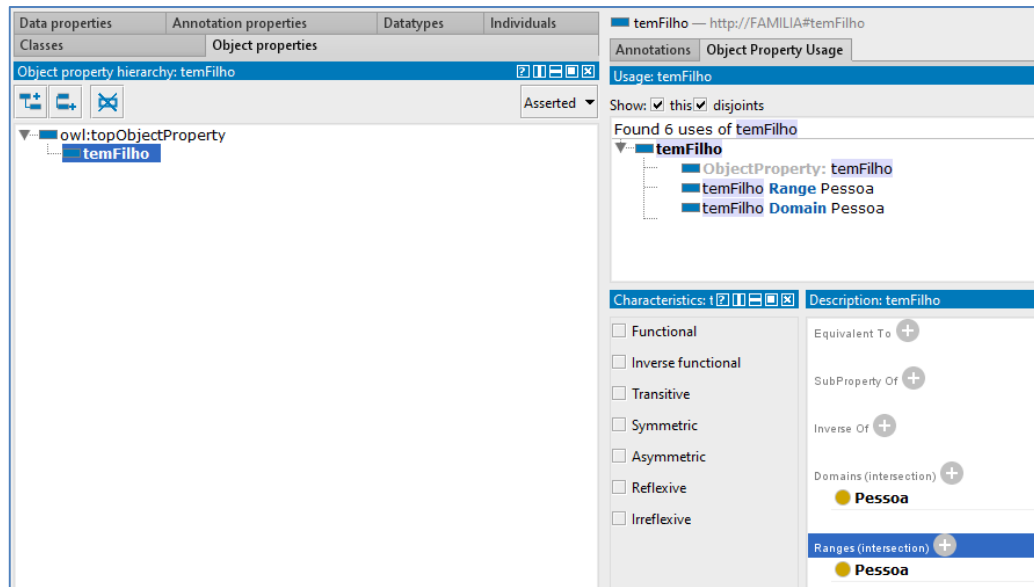 Data properties Annotation properties Datatypes Individuals
Classes Object properties
Object property hierarchy: temFilho
Asserted
owl:topObjectProperty
temFilho
temFilho — http://FAMILIA#temFilho
Annotations Object Property Usage
Usage: temFilho
Show: this disjoints
Found 6 uses of temFilho
temFilho
ObjectProperty: temFilho
temFilho Range Pessoa
temFilho Domain Pessoa
Characteristics: t
Functional
Inverse functional
Transitive
Symmetric
Asymmetric
Reflexive
Irreflexive
Description: temFilho
Equivalent To
SubProperty Of
Inverse Of
Domains (intersection)
Pessoa
Ranges (intersection)
Pessoa